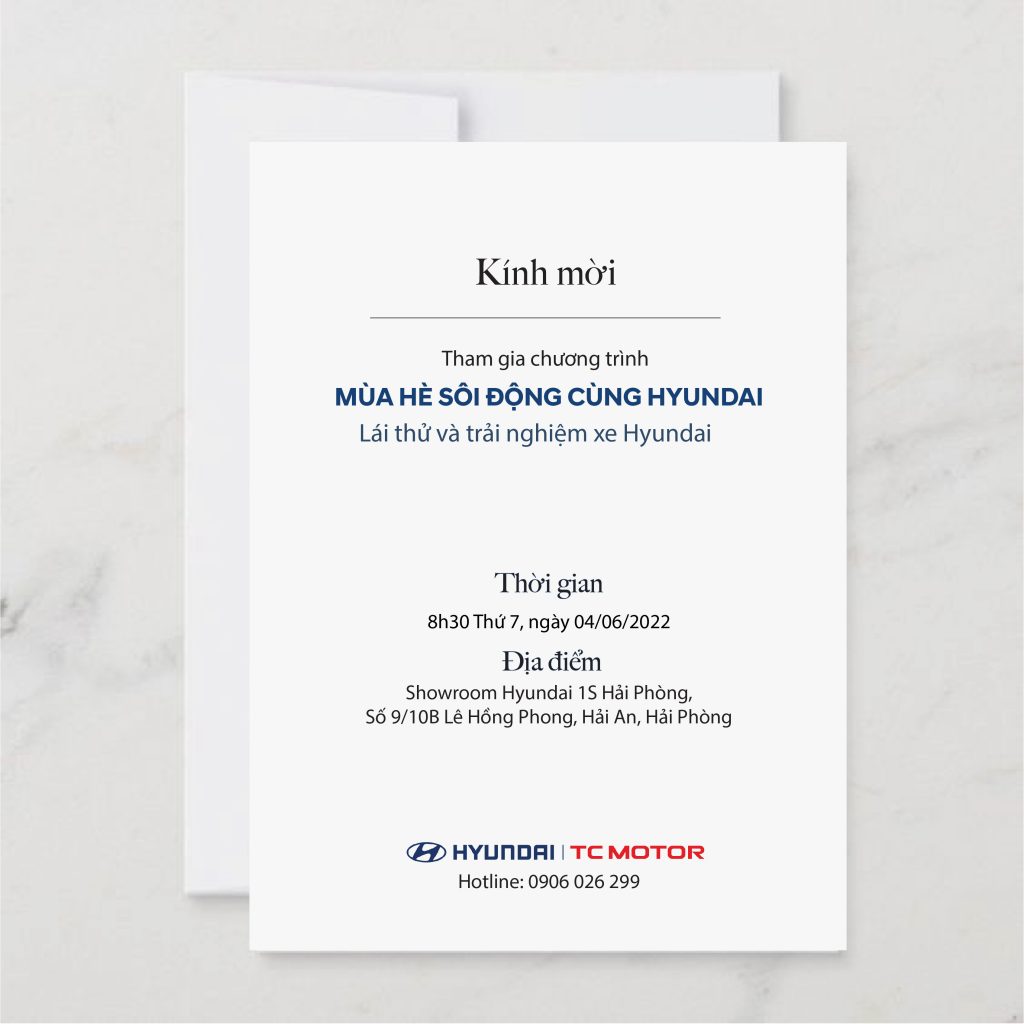 Kính mời
Tham gia chương trình
MÙA HÈ SÔI ĐỘNG CÙNG HYUNDAI
Lái thử và trải nghiệm xe Hyundai
Thời gian
8h30 Thứ 7, ngày 04/06/2022
Địa điểm
Showroom Hyundai 1S Hải Phòng,
Số 9/10B Lê Hồng Phong, Hải An, Hải Phòng
HYUNDAI | TC MOTOR
Hotline: 0906 026 299